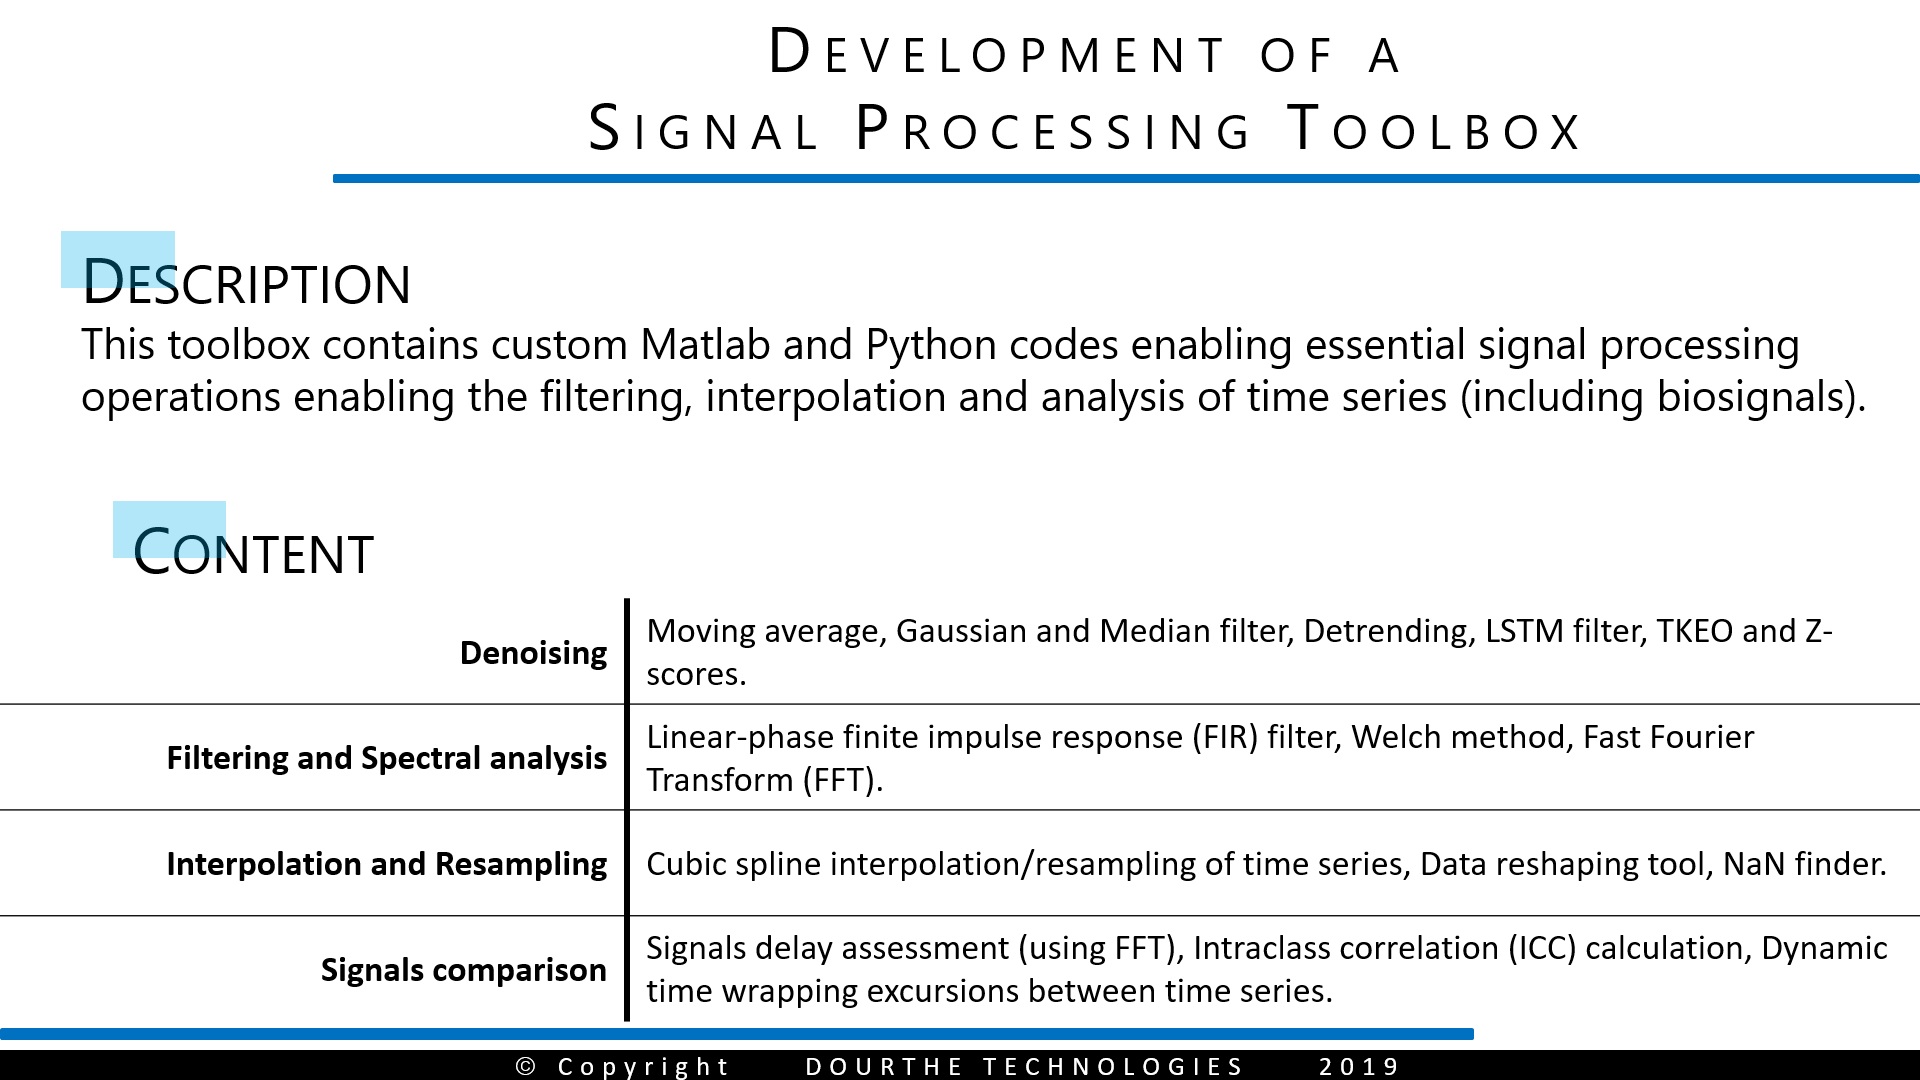 DEVELOPMENT OF A
SIGNAL PROCESSING TOOLBOX
DESCRIPTION
This toolbox contains custom Matlab and Python codes enabling essential signal processing
operations enabling the filtering, interpolation and analysis of time series (including biosignals).
CONTENT
Denoising
Moving average, Gaussian and Median filter, Detrending, LSTM filter, TKEO and Z-
scores.
Filtering and Spectral analysis
Linear-phase finite impulse response (FIR) filter, Welch method, Fast Fourier
Transform (FFT).
Interpolation and Resampling
Cubic spline interpolation/resampling of time series, Data reshaping tool, NaN finder.
Signals comparison
Signals delay assessment (using FFT), Intraclass correlation (ICC) calculation, Dynamic
time wrapping excursions between time series.
© Copyright DOURTHE TECHNOLOGIES 2019